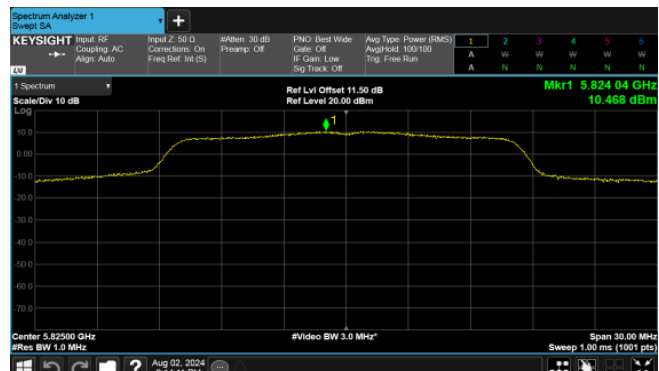 Spectrum Analyzer 1
Swept SA
+
KEYSIGHT
Input: RF
Coupling: AC
Align: Auto
Input Z: 50 Ω
Corrections: On
Freq Ref: Int (S)
#Atten: 30 dB
Preamp: Off
PNO: Best Wide
Gate: Off
IF Gain: Low
Sig Track: Off
Avg Type: Power (RMS)
Avg|Hold: 100/100
Trig: Free Run
1 2 3 4 5 6
A W W W W W
A N N N N N
LXI
1 Spectrum
Scale/Div 10 dB
Log
Ref Lvl Offset 11.50 dB
Ref Level 20.00 dBm
Mkr1 5.824 04 GHz
10.468 dBm
1
10.0
0.00
-10.0
-20.0
-30.0
-40.0
-50.0
-60.0
-70.0
Center 5.82500 GHz
#Res BW 1.0 MHz
#Video BW 3.0 MHz*
Span 30.00 MHz
Sweep 1.00 ms (1001 pts)
?
Aug 02, 2024